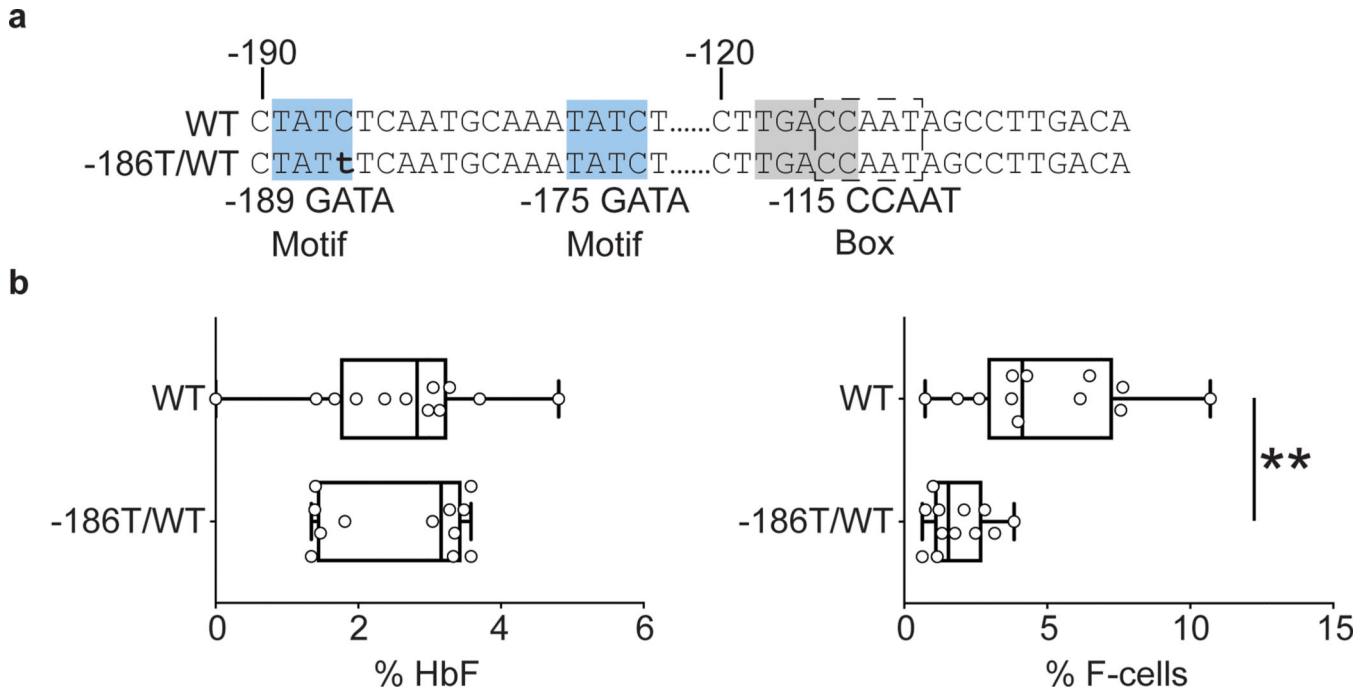 a
-190 -120
WT CTATCTCAATGCAAATATCT......CTTGACCAATAGCCTTGACA
-186T/WT CTATtTCAATGCAAATATCT......CTTGACCAATAGCCTTGACA
-189 GATA -175 GATA -115 CCAAT
Motif Motif Box
b
WT
-186T/WT
0 2 4 6
% HbF
WT
-186T/WT
**
0 5 10 15
% F-cells